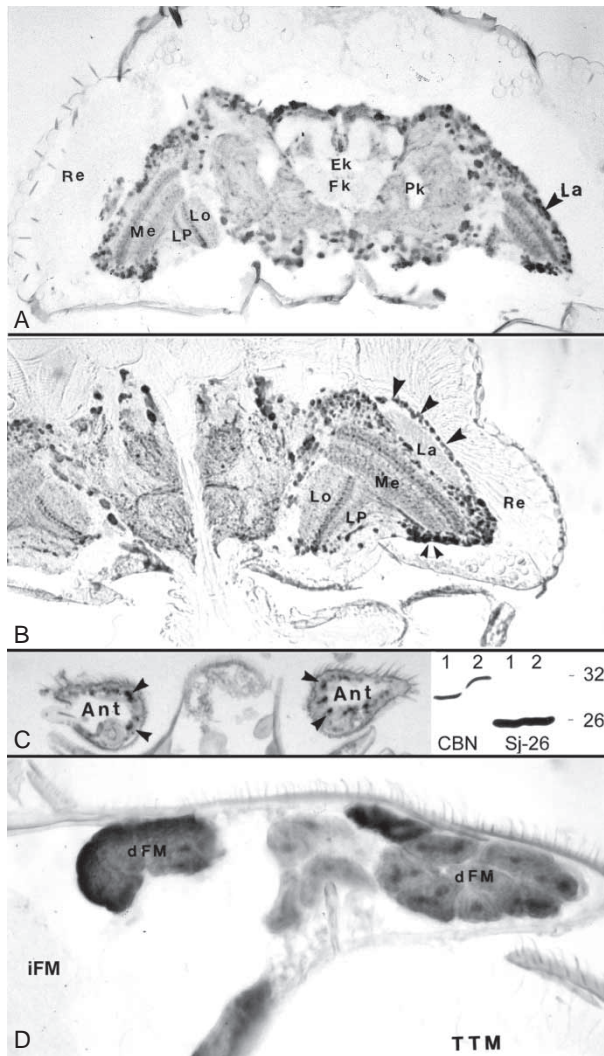 Re
Ek
Fk
Pk
La
Me
Lo
LP
A
La
Me
Lo
LP
Re
B
Ant
Ant
C
1 2 1 2
- 32
- 26
CBN Sj-26
dFM
dFM
iFM
TTM
D